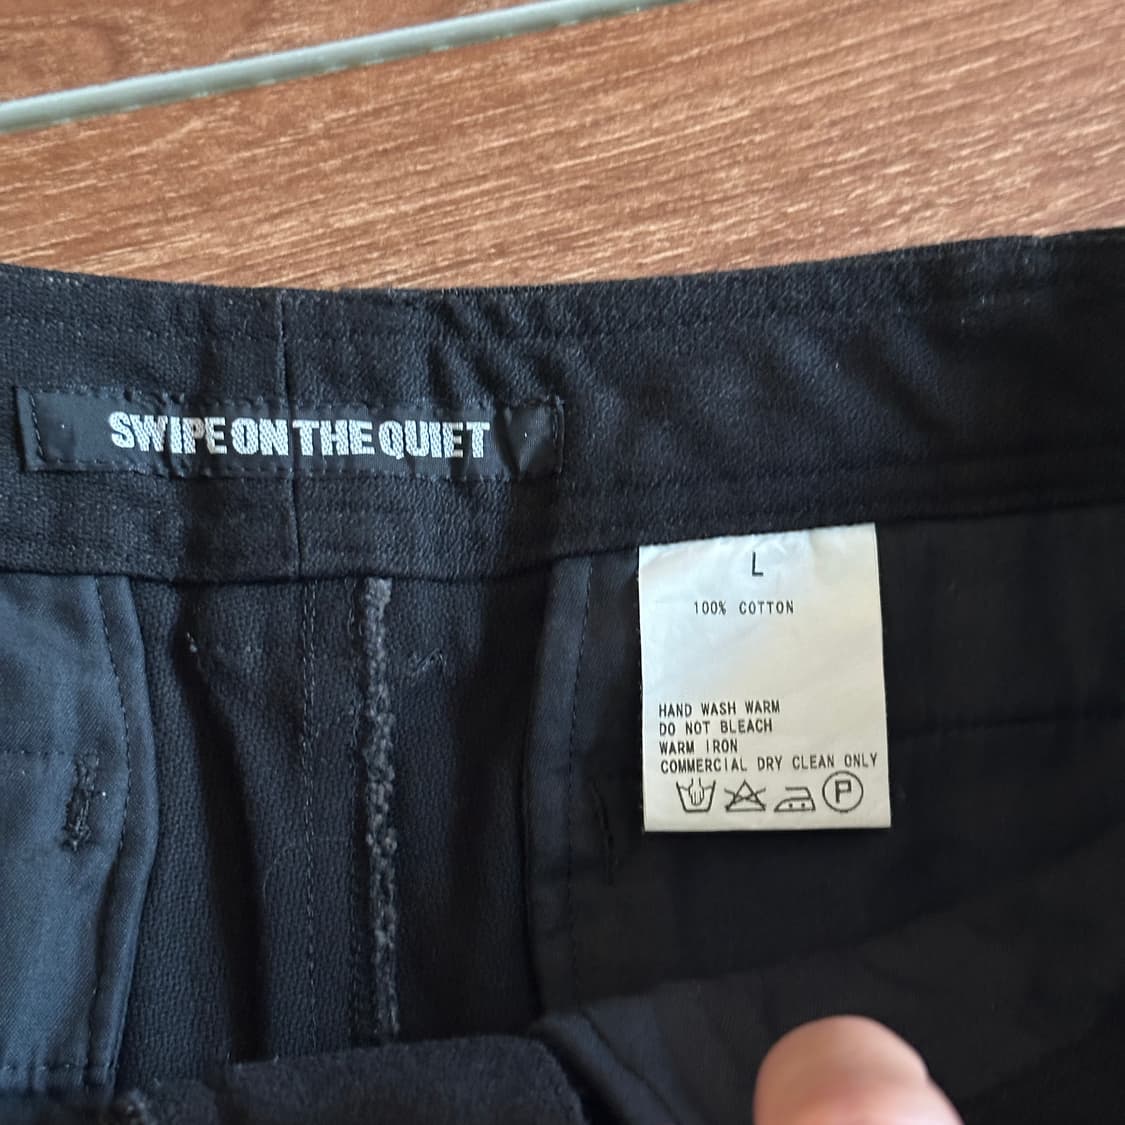 SWIPE ON THE QUIET
L
100% COTTON
HAND WASH WARM
DO NOT BLEACH
WARM IRON
COMMERCIAL DRY CLEAN ONLY
P